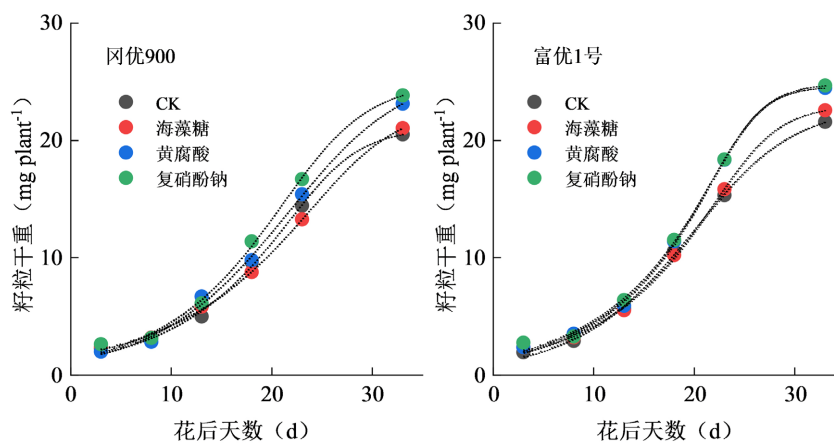 30
20
10
0
籽粒干重（mg plant⁻¹）
冈优900
CK
海藻糖
黄腐酸
复硝酚钠
0
10
20
30
花后天数（d）
30
20
10
0
籽粒干重（mg plant⁻¹）
富优1号
CK
海藻糖
黄腐酸
复硝酚钠
0
10
20
30
花后天数（d）